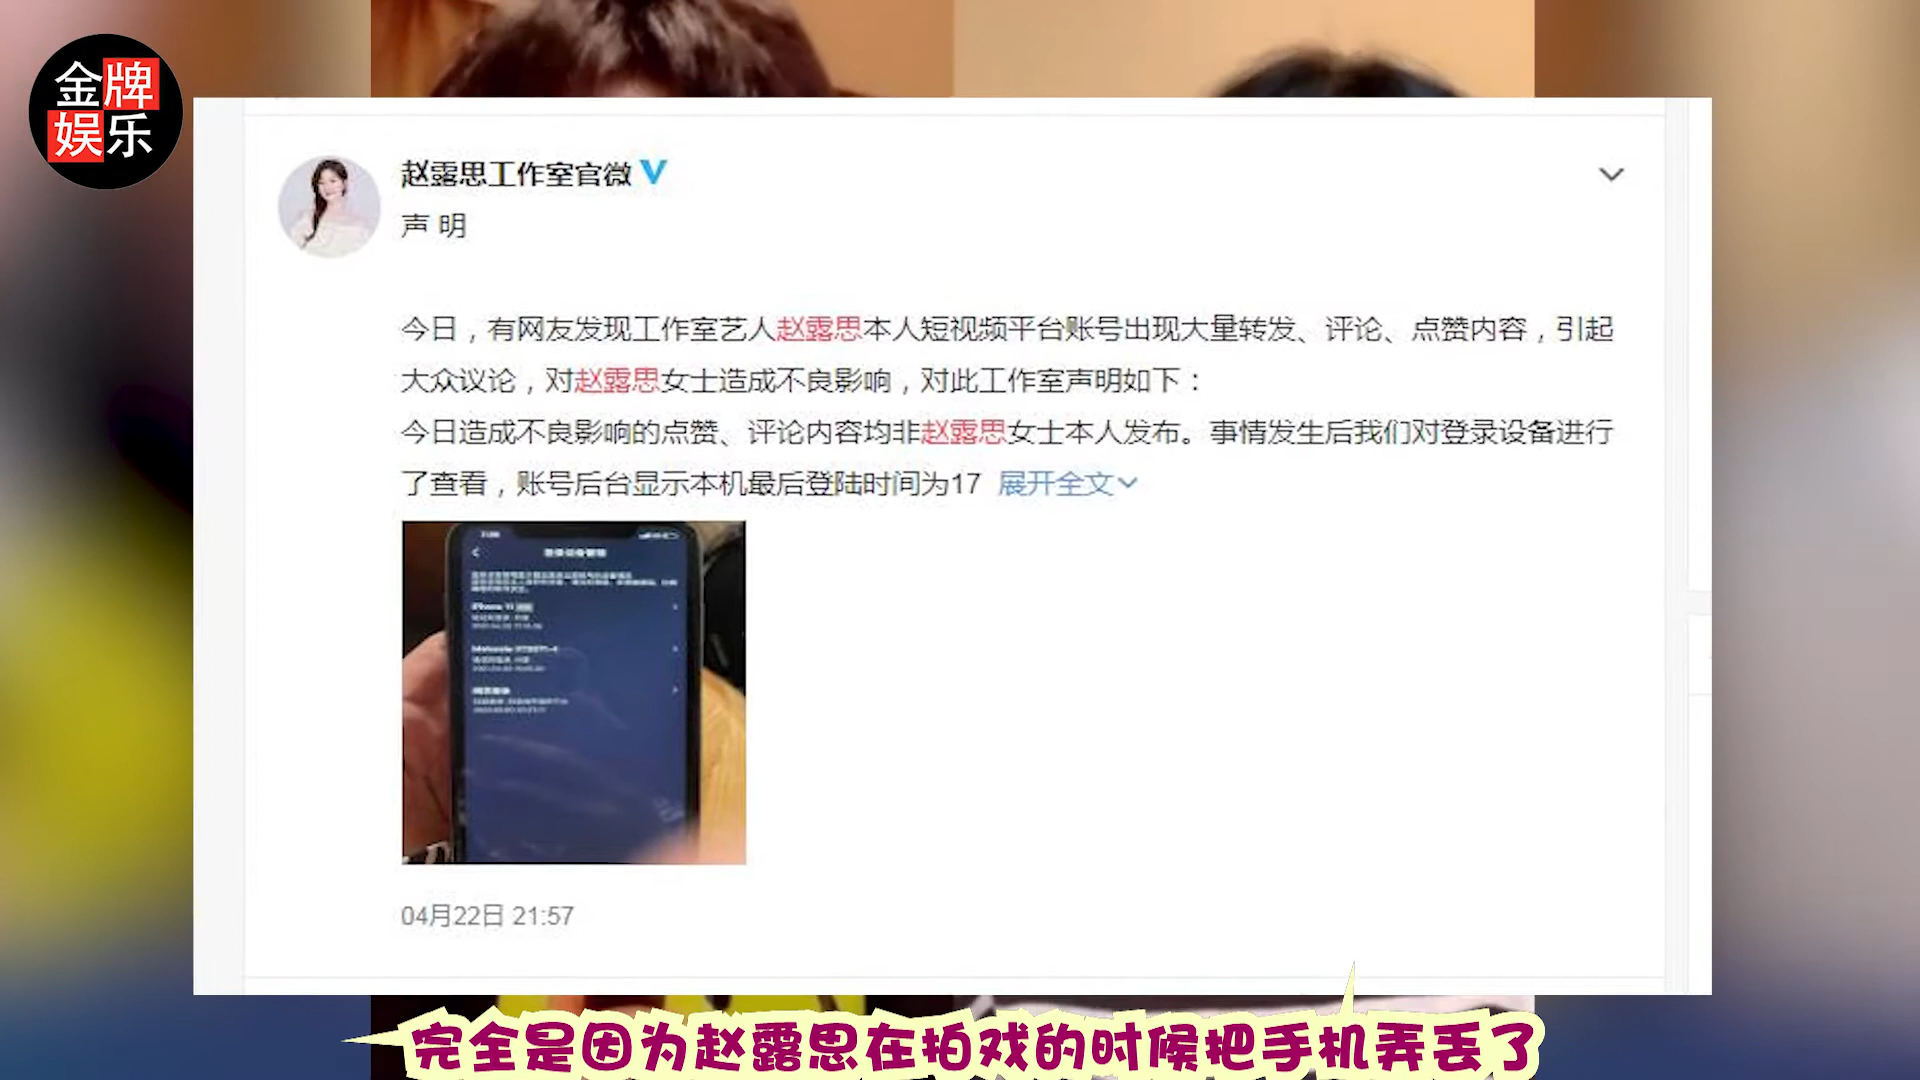 金牌
娱乐
赵露思工作室官微
声 明
今日，有网友发现工作室艺人赵露思本人短视频平台账号出现大量转发、评论、点赞内容，引起
大众议论，对赵露思女士造成不良影响，对此工作室声明如下：
今日造成不良影响的点赞、评论内容均非赵露思女士本人发布。事情发生后我们对登录设备进行
了查看，账号后台显示本机最后登陆时间为17 展开全文
登录设备管理
iPhone 11
04月22日 21:57
完全是因为赵露思在拍戏的时候把手机弄丢了